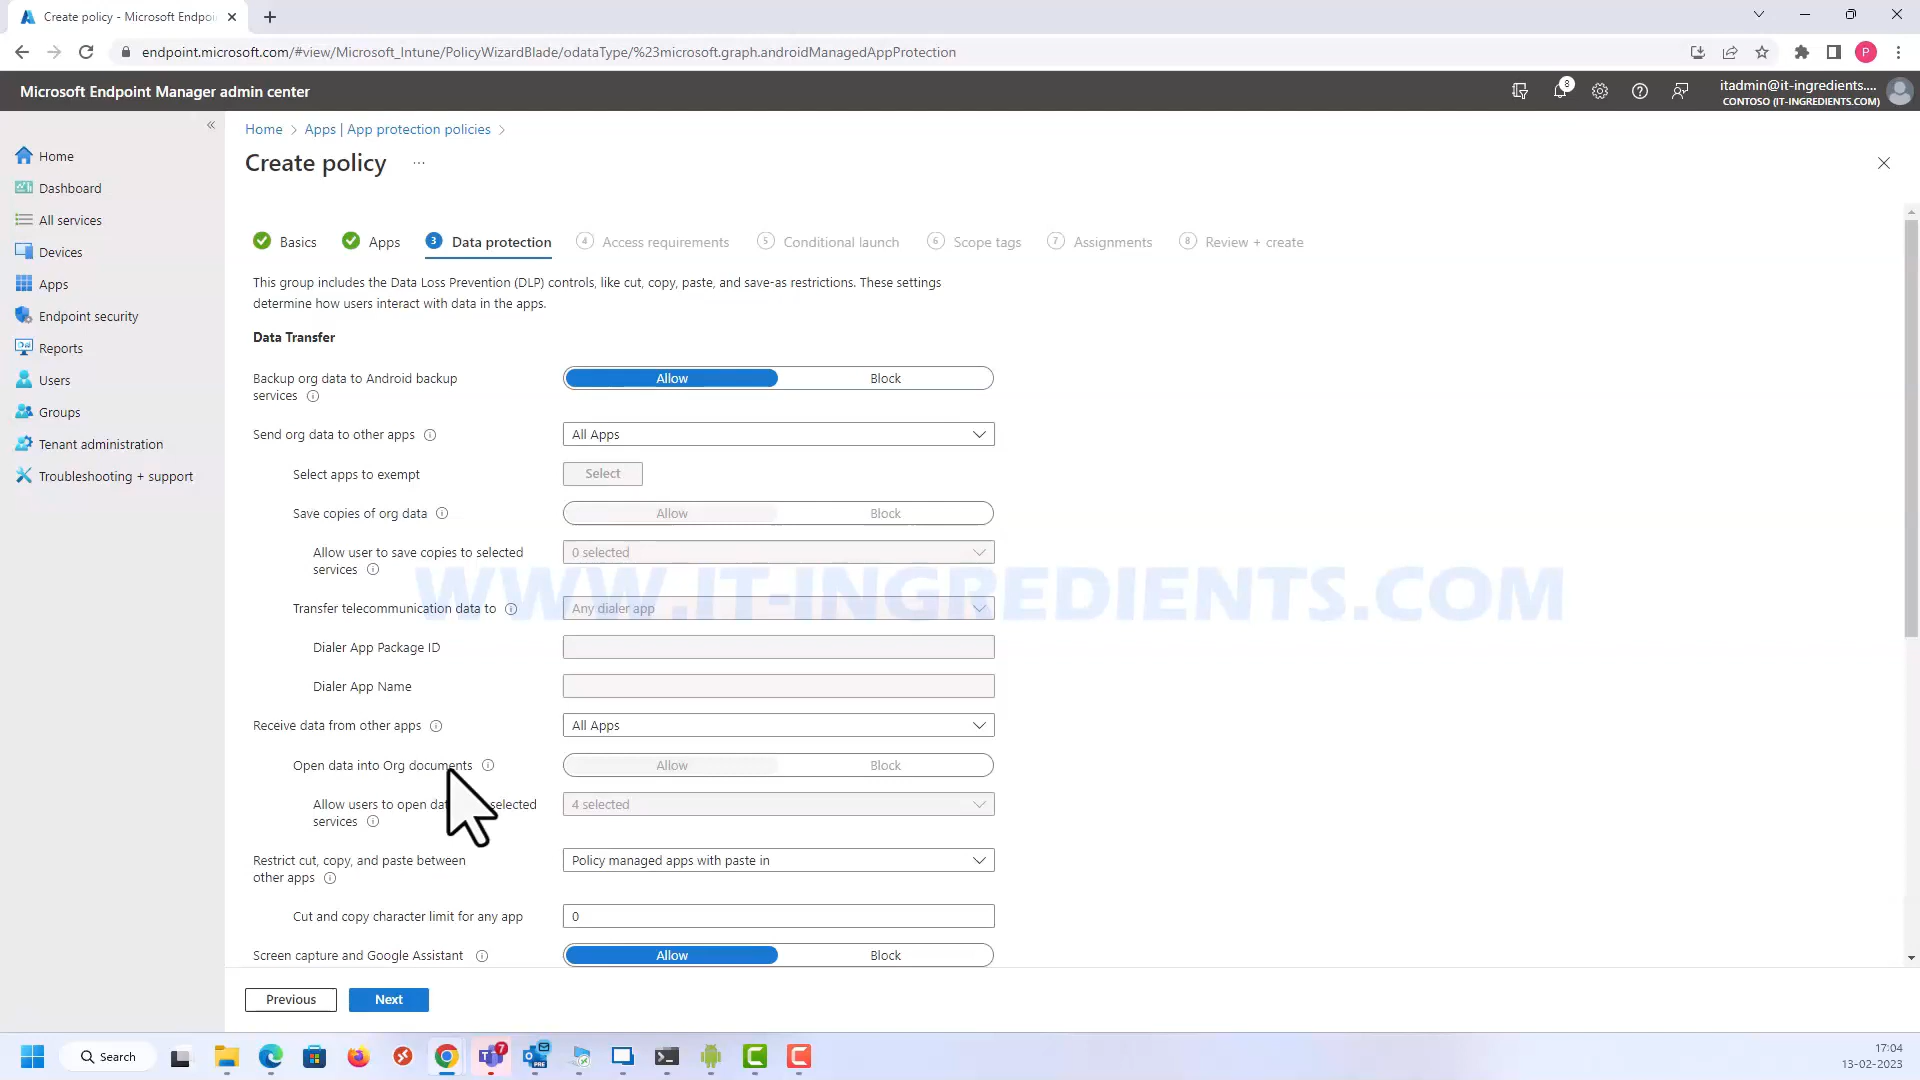 Create policy - Microsoft Endpoi
endpoint.microsoft.com/#view/Microsoft_Intune/PolicyWizardBlade/odataType/%23microsoft.graph.androidManagedAppProtection
P
Microsoft Endpoint Manager admin center
8
itadmin@it-ingredients....
CONTOSO (IT-INGREDIENTS.COM)
Home
Dashboard
All services
Devices
Apps
Endpoint security
Reports
Users
Groups
Tenant administration
Troubleshooting + support
Home > Apps | App protection policies >
Create policy ...
Basics Apps 3 Data protection 4 Access requirements 5 Conditional launch 6 Scope tags 7 Assignments 8 Review + create
This group includes the Data Loss Prevention (DLP) controls, like cut, copy, paste, and save-as restrictions. These settings
determine how users interact with data in the apps.
Data Transfer
Backup org data to Android backup
services
Allow Block
Send org data to other apps All Apps
Select apps to exempt Select
Save copies of org data Allow Block
Allow user to save copies to selected
services
0 selected
WWW.IT-INGREDIENTS.COM
Transfer telecommunication data to Any dialer app
Dialer App Package ID
Dialer App Name
Receive data from other apps All Apps
Open data into Org documents Allow Block
Allow users to open selected
services
4 selected
Restrict cut, copy, and paste between
other apps
Policy managed apps with paste in
Cut and copy character limit for any app 0
Screen capture and Google Assistant Allow Block
Previous Next
Search
7
PRE
17:04
13-02-2023